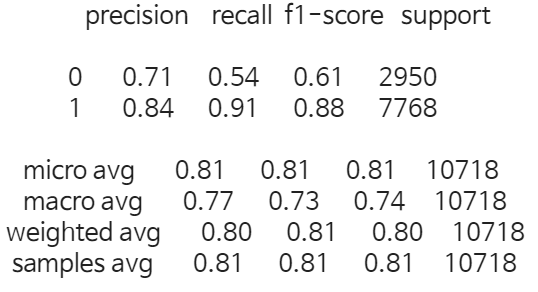 precision recall f1-score support
0 0.71 0.54 0.61 2950
1 0.84 0.91 0.88 7768
micro avg 0.81 0.81 0.81 10718
macro avg 0.77 0.73 0.74 10718
weighted avg 0.80 0.81 0.80 10718
samples avg 0.81 0.81 0.81 10718